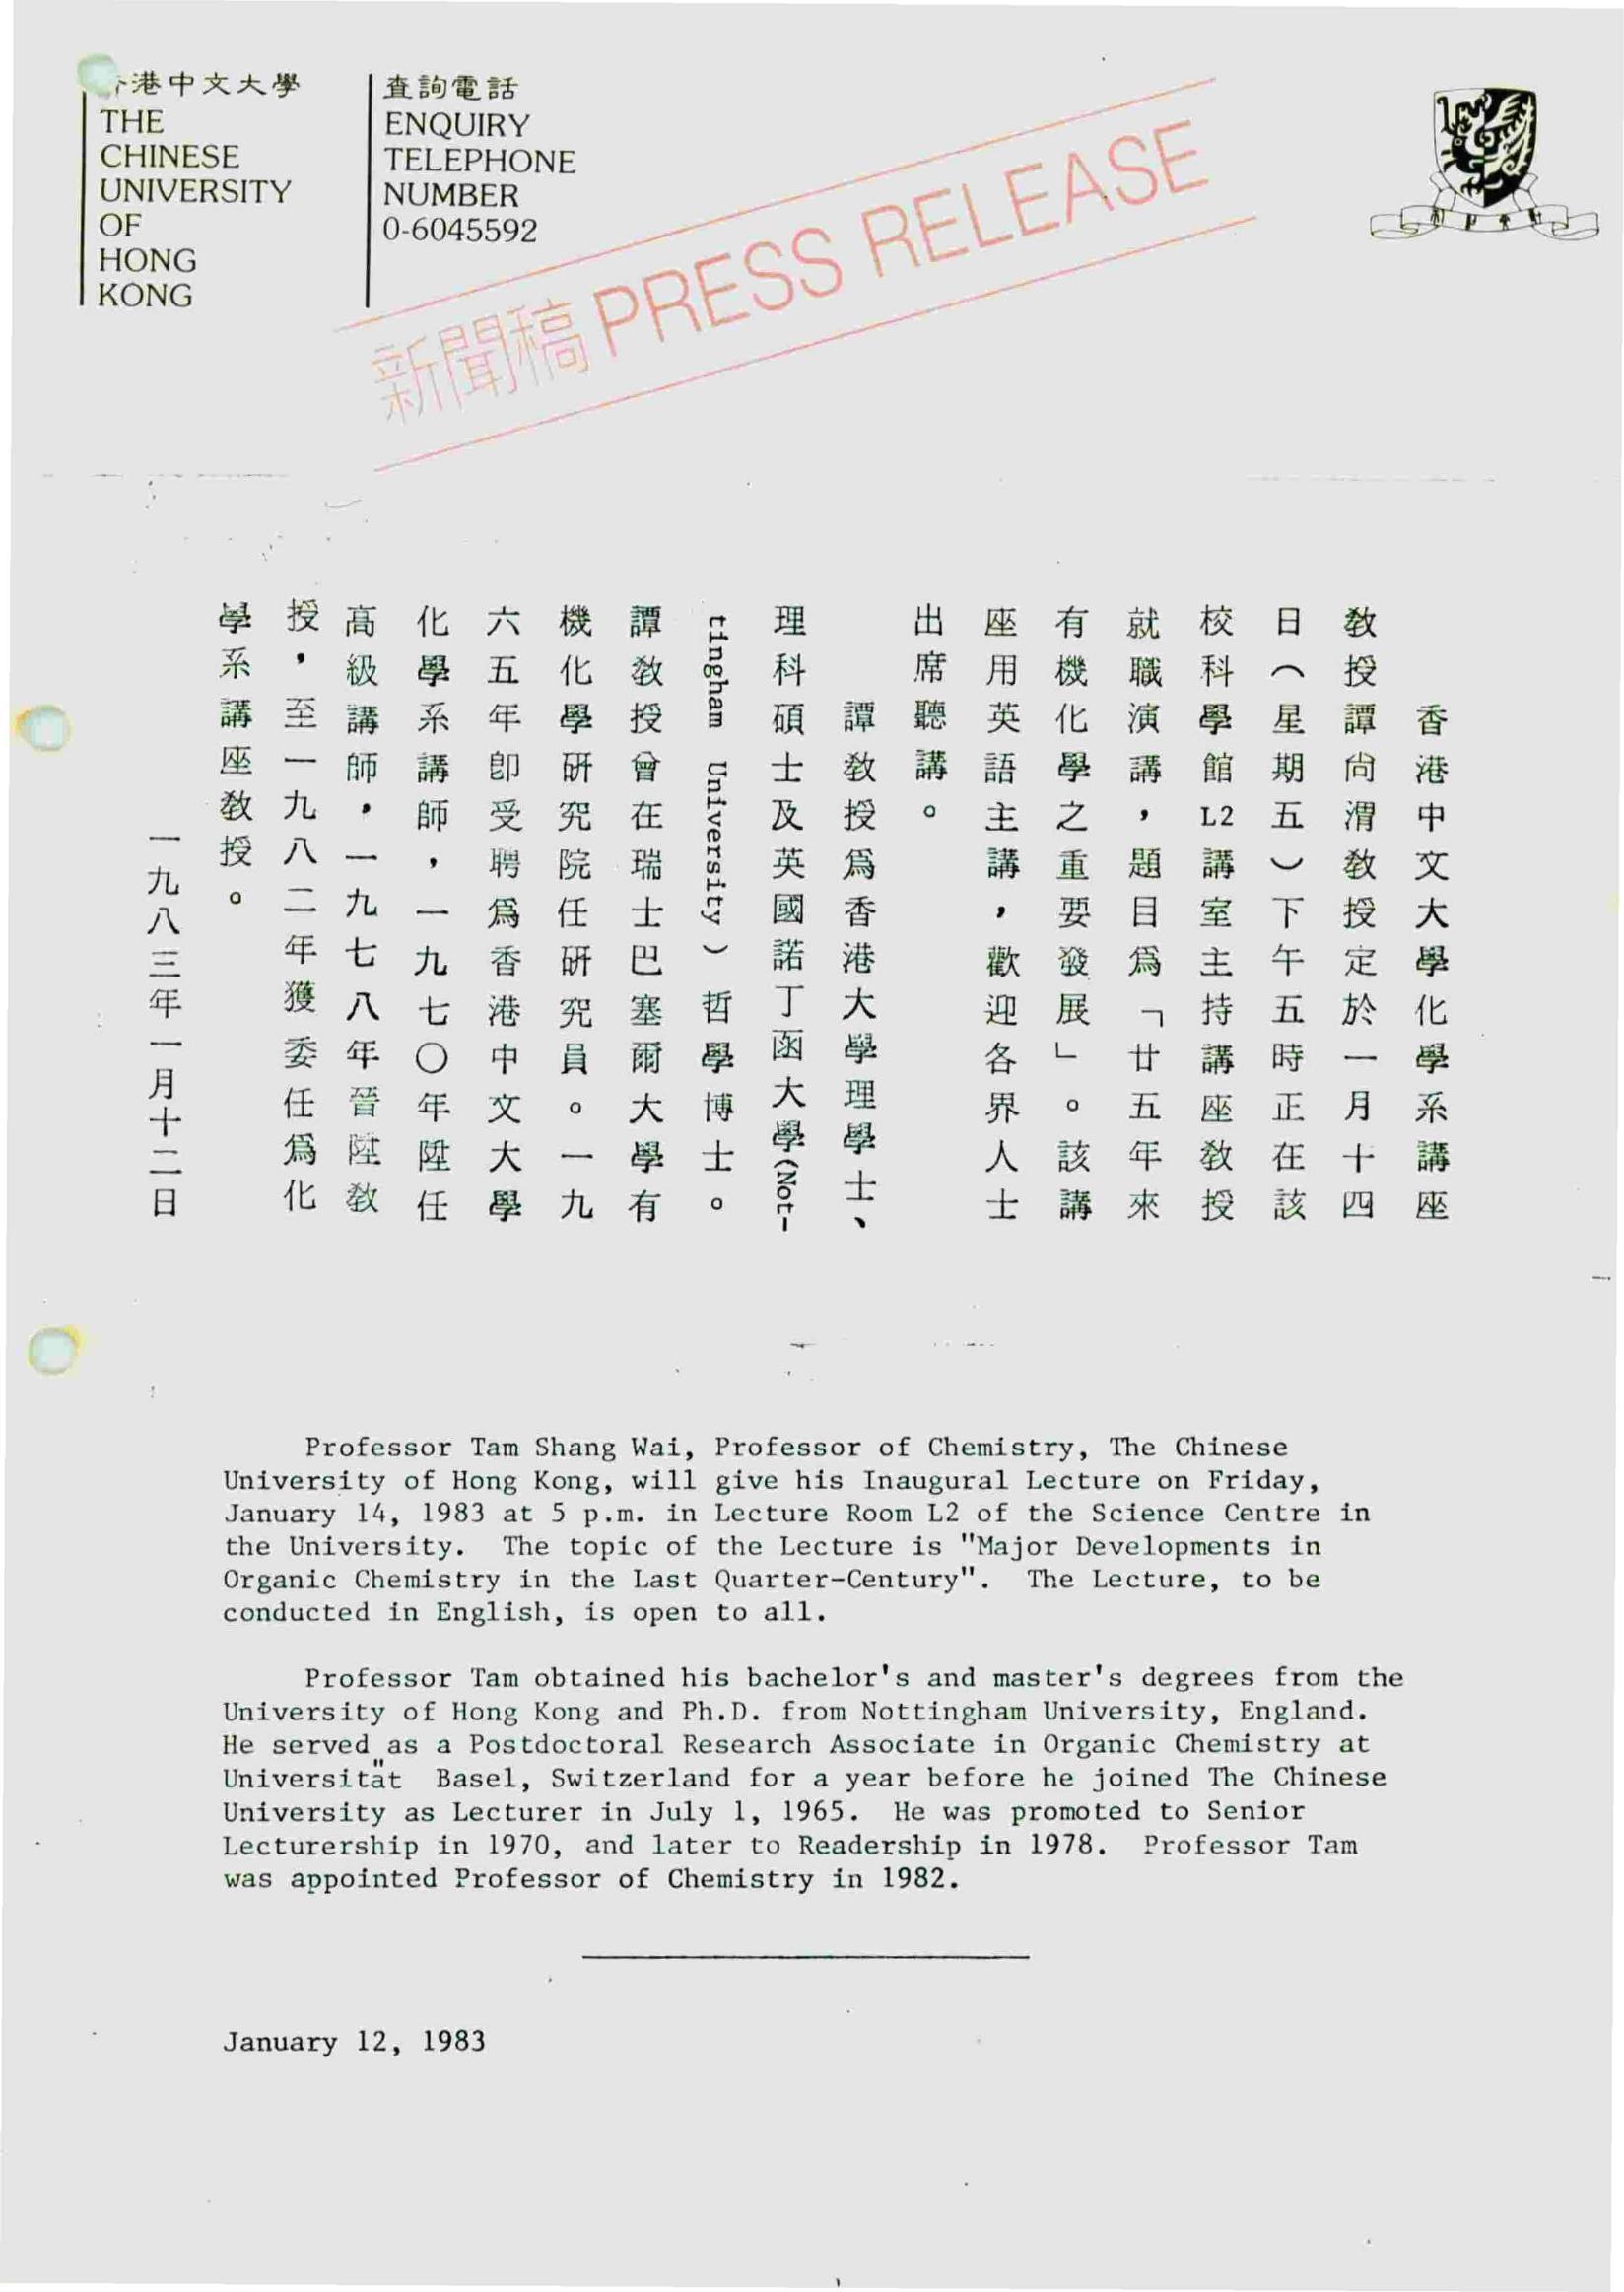 港中文大學
THE
CHINESE
UNIVERSITY
OF
HONG
KONG
查詢電話
ENQUIRY
TELEPHONE
NUMBER
0-6045592
新聞稿 PRESS RELEASE
香港中文大學化學系講座
教授譚尙渭教授定於一月十四
日（星期五）下午五時正在該
校科學館L2講室主持講座教授
就職演講，題目爲「廿五年來
有機化學之重要發展」。該講
座用英語主講，歡迎各界人士
出席聽講。
譚教授爲香港大學理學士、
理科碩士及英國諾丁函大學(Not-
tingham University）哲學博士。
譚教授曾在瑞士巴塞爾大學有
機化學研究院任研究員。一九
六五年卽受聘爲香港中文大學
化學系講師，一九七〇年陞任
高級講師，一九七八年晉陞教
授，至一九八二年獲委任爲化
學系講座教授。
一九八三年一月十二日
Professor Tam Shang Wai, Professor of Chemistry, The Chinese
University of Hong Kong, will give his Inaugural Lecture on Friday,
January 14, 1983 at 5 p.m. in Lecture Room L2 of the Science Centre in
the University. The topic of the Lecture is "Major Developments in
Organic Chemistry in the Last Quarter-Century". The Lecture, to be
conducted in English, is open to all.
Professor Tam obtained his bachelor's and master's degrees from the
University of Hong Kong and Ph.D. from Nottingham University, England.
He served as a Postdoctoral Research Associate in Organic Chemistry at
Universität Basel, Switzerland for a year before he joined The Chinese
University as Lecturer in July 1, 1965. He was promoted to Senior
Lecturership in 1970, and later to Readership in 1978. Professor Tam
was appointed Professor of Chemistry in 1982.
January 12, 1983